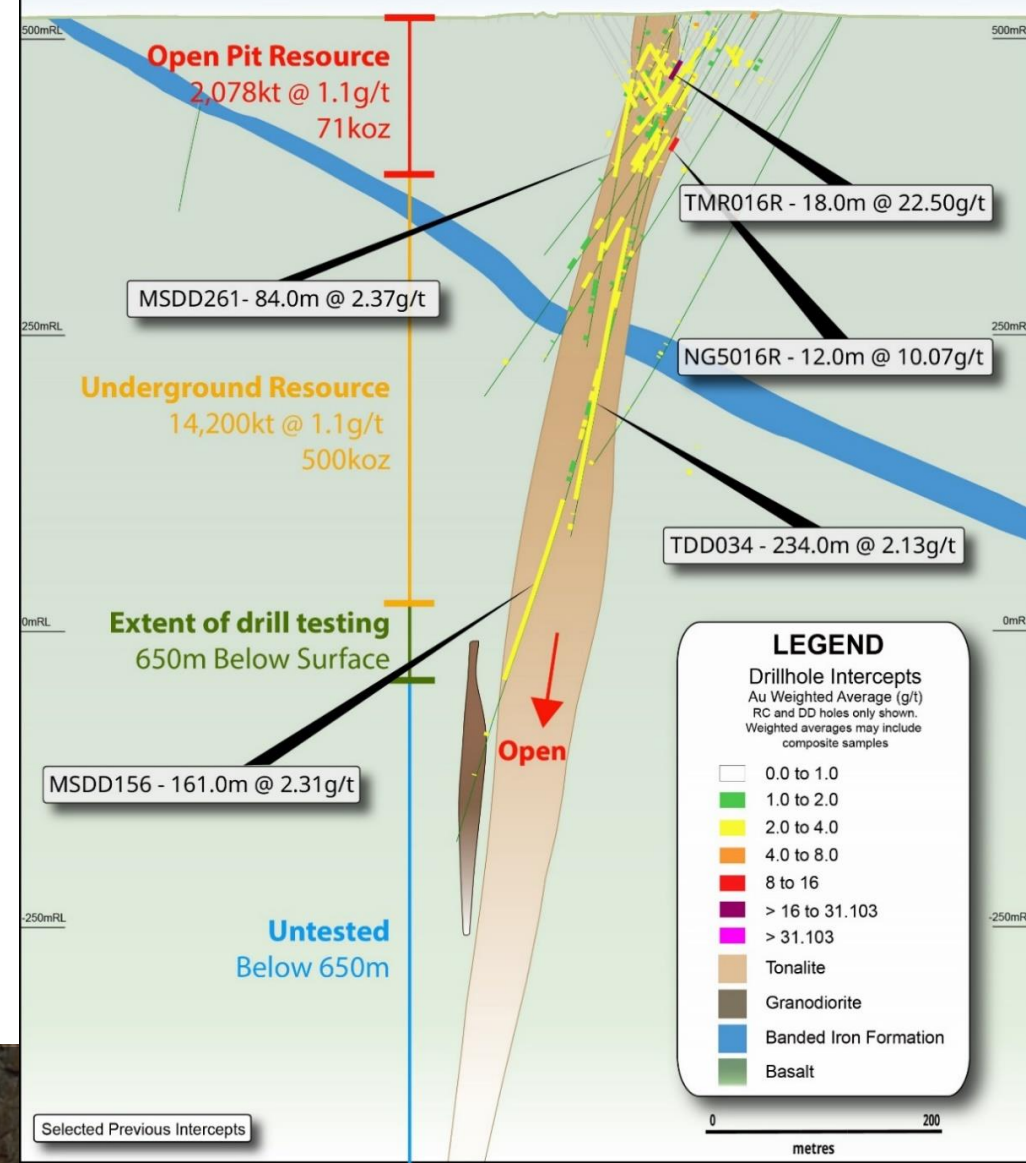 500mRL
500mR
Open Pit Resource
2,078kt @ 1.1g/t
71koz
TMR016R - 18.0m @ 22.50g/t
MSDD261- 84.0m @ 2.37g/t
250mRL
250mR
NG5016R - 12.0m @ 10.07g/t
Underground Resource
14,200kt @ 1.1g/t
500koz
TDD034 - 234.0m @ 2.13g/t
0mRL
0mR
Extent of drill testing
650m Below Surface
Open
MSDD156 - 161.0m @ 2.31g/t
-250mRL
-250mR
Untested
Below 650m
LEGEND
Drillhole Intercepts
Au Weighted Average (g/t)
RC and DD holes only shown.
Weighted averages may include
composite samples
0.0 to 1.0
1.0 to 2.0
2.0 to 4.0
4.0 to 8.0
8 to 16
> 16 to 31.103
> 31.103
Tonalite
Granodiorite
Banded Iron Formation
Basalt
0 200
metres
Selected Previous Intercepts